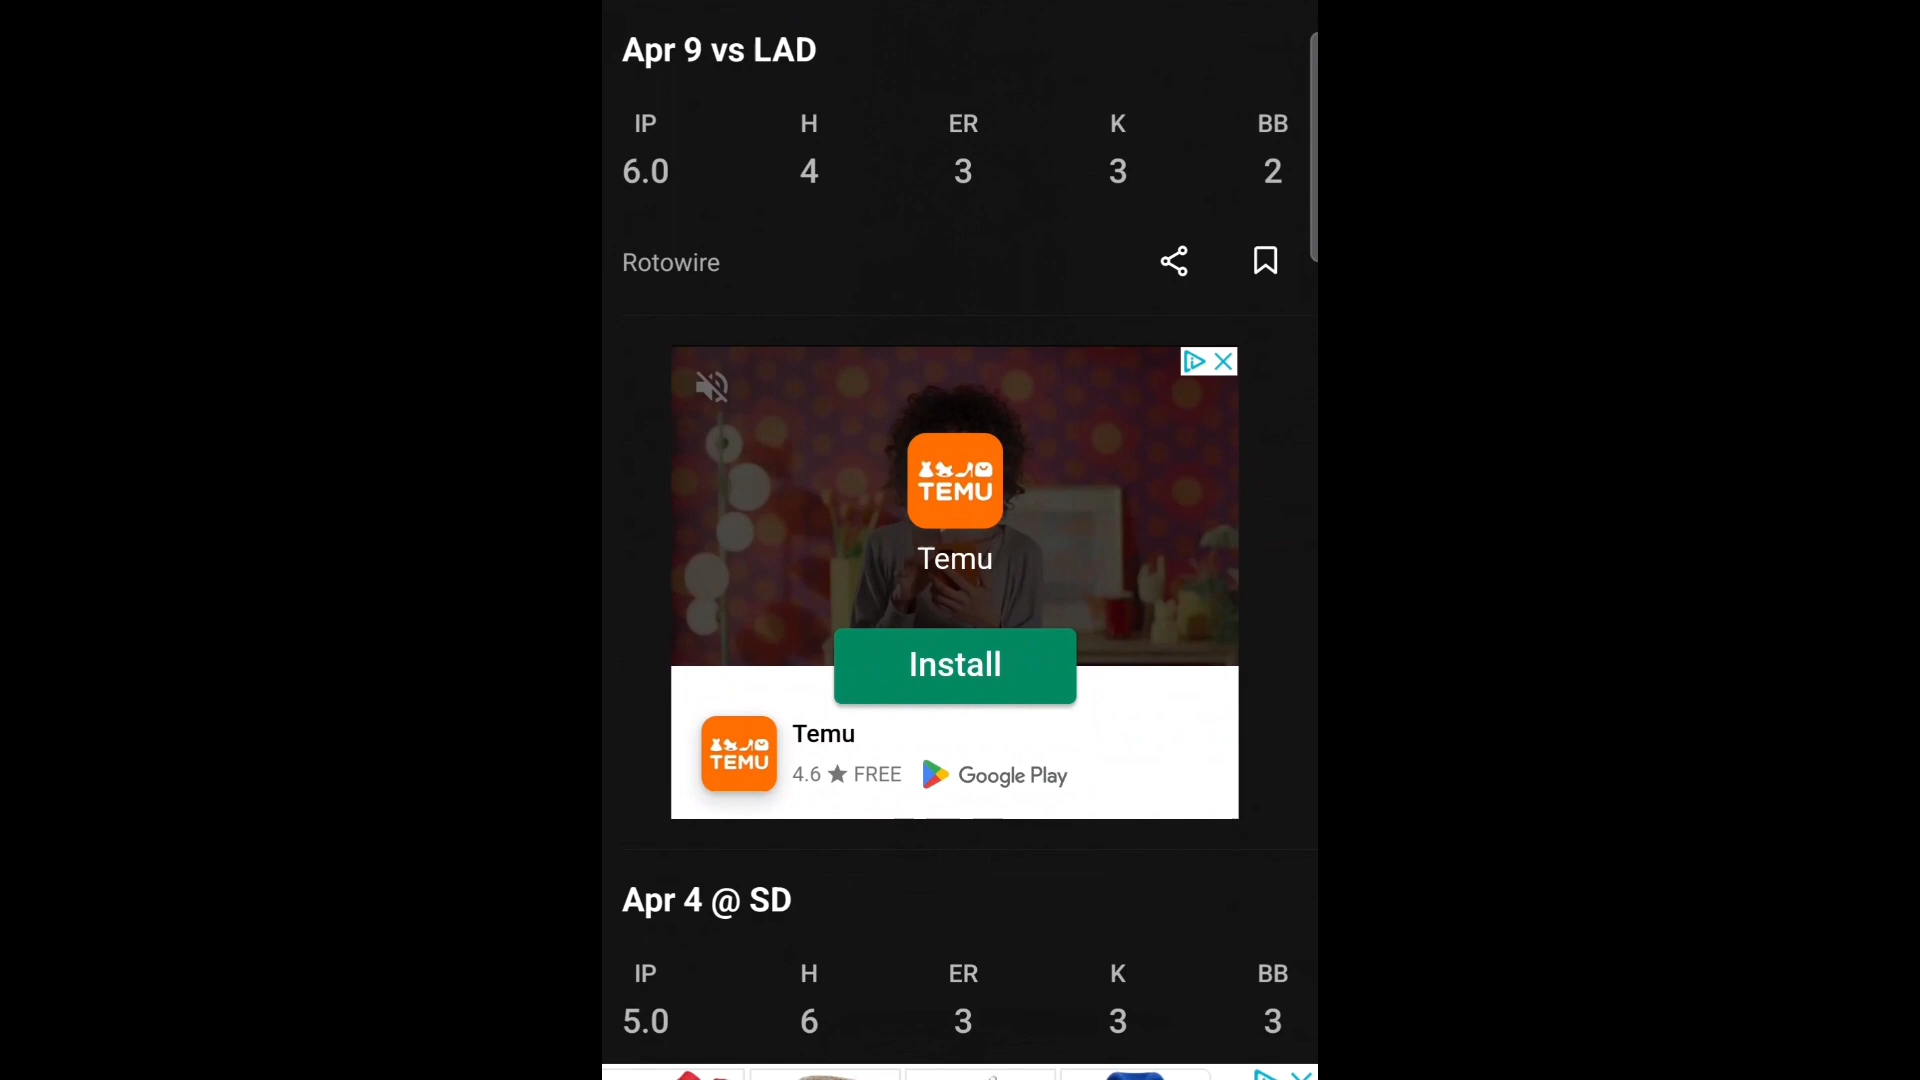 Apr 9 vs LAD
IP H ER K BB
6.0 4 3 3 2
Rotowire
TEMU
Temu
Install
TEMU
Temu
4.6 ★ FREE Google Play
Apr 4 @ SD
IP H ER K BB
5.0 6 3 3 3